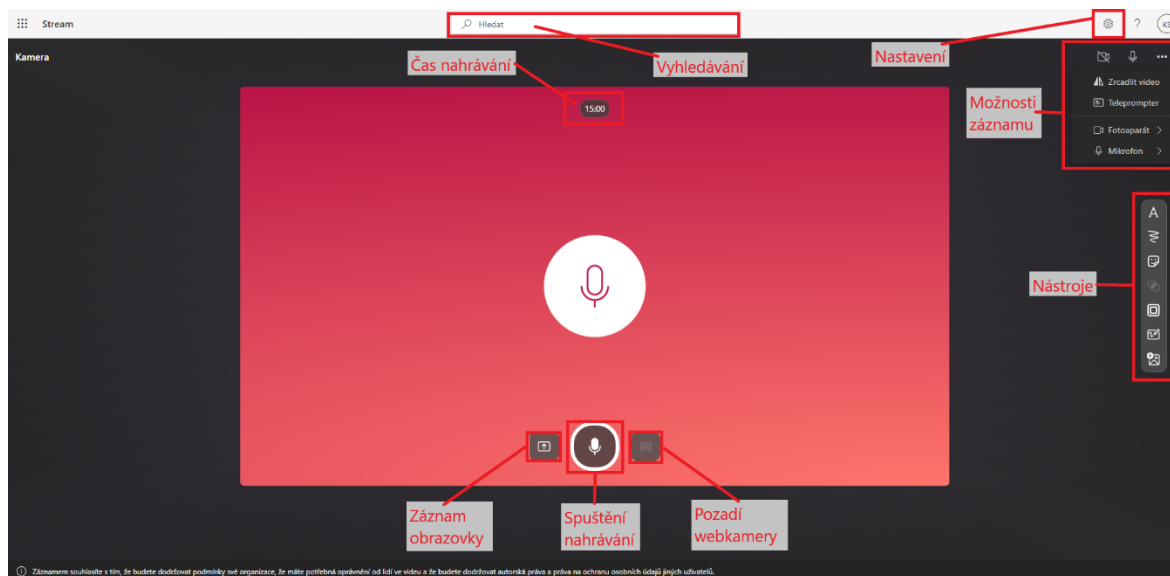 Stream
Hledat
KS
Kamera
Čas nahrávání
Vyhledávání
Nastavení
15:00
Možnosti
záznamu
Zrcadlit video
Teleprompter
Fotoaparát
Mikrofon
A
Nástroje
Záznam
obrazovky
Spuštění
nahrávání
Pozadí
webkamery
Záznamem souhlasíte s tím, že budete dodržovat podmínky své organizace, že máte potřebná oprávnění od lidí ve videu a že budete dodržovat autorská práva a práva na ochranu osobních údajů jiných uživatelů.